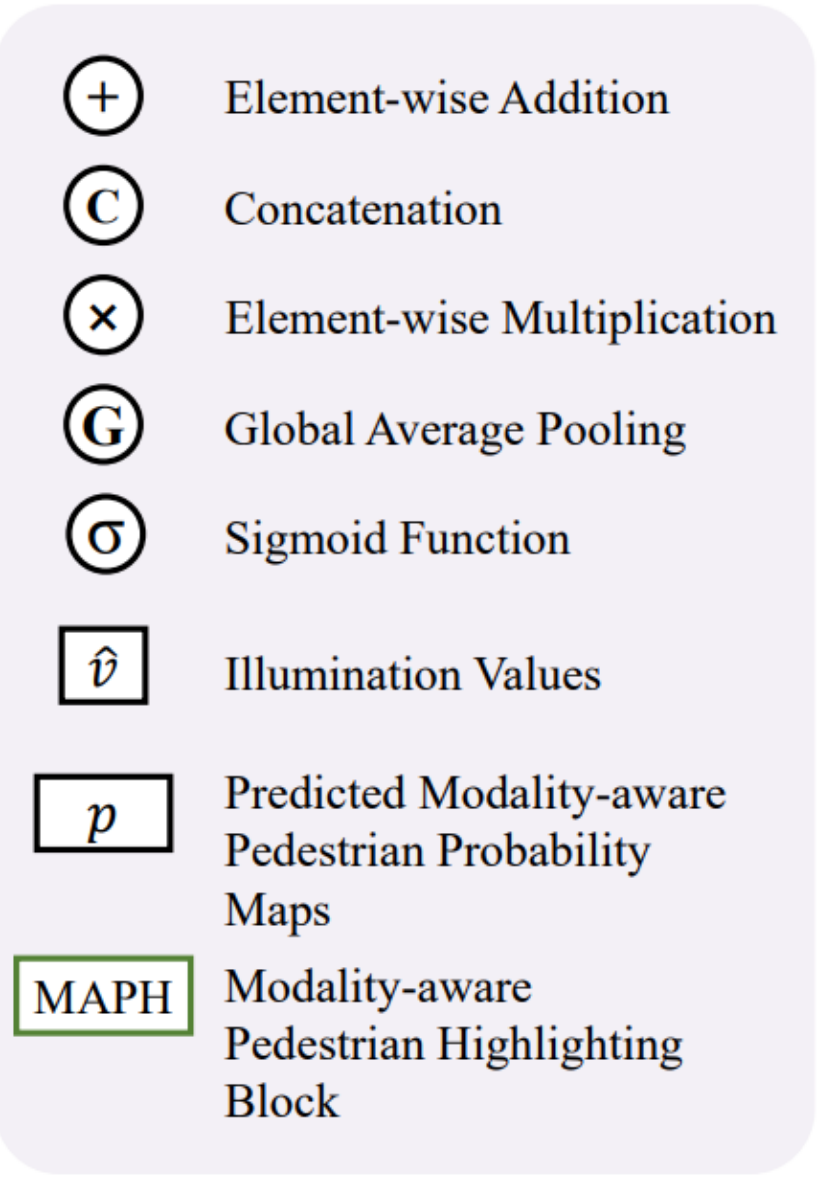 + Element-wise Addition
C Concatenation
× Element-wise Multiplication
G Global Average Pooling
σ Sigmoid Function
v̂ Illumination Values
p Predicted Modality-aware
Pedestrian Probability
Maps
MAPH Modality-aware
Pedestrian Highlighting
Block